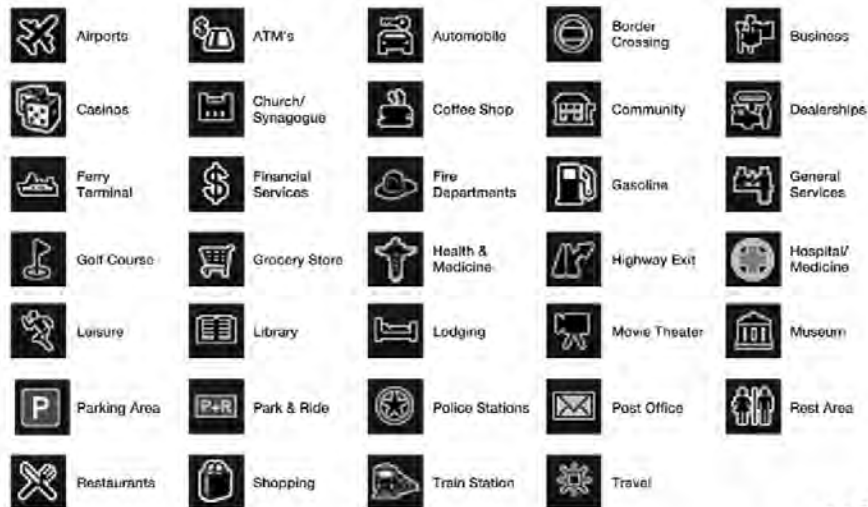 Airports
ATM's
Automobile
Border
Crossing
Business
Casinos
Church/
Synagogue
Coffee Shop
Community
Dealerships
Ferry
Terminal
$
Financial
Services
Fire
Departments
Gasoline
General
Services
Golf Course
Grocery Store
Health &
Medicine
Highway Exit
Hospital/
Medicine
Leisure
Library
Lodging
Movie Theater
Museum
P
Parking Area
P+R
Park & Ride
Police Stations
Post Office
Rest Area
Restaurants
Shopping
Train Station
Travel